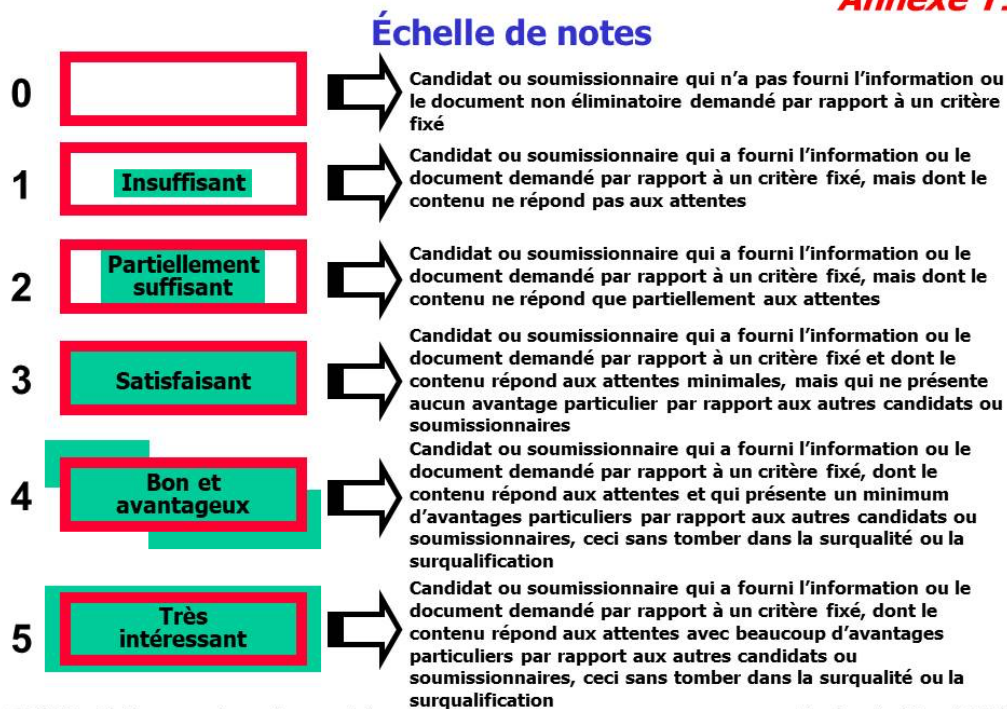 Annexe T
Échelle de notes
0
Candidat ou soumissionnaire qui n’a pas fourni l’information ou
le document non éliminatoire demandé par rapport à un critère
fixé
1
Insuffisant
Candidat ou soumissionnaire qui a fourni l’information ou le
document demandé par rapport à un critère fixé, mais dont le
contenu ne répond pas aux attentes
2
Partiellement
suffisant
Candidat ou soumissionnaire qui a fourni l’information ou le
document demandé par rapport à un critère fixé, mais dont le
contenu ne répond que partiellement aux attentes
3
Satisfaisant
Candidat ou soumissionnaire qui a fourni l’information ou le
document demandé par rapport à un critère fixé et dont le
contenu répond aux attentes minimales, mais qui ne présente
aucun avantage particulier par rapport aux autres candidats ou
soumissionnaires
4
Bon et
avantageux
Candidat ou soumissionnaire qui a fourni l’information ou le
document demandé par rapport à un critère fixé, dont le
contenu répond aux attentes et qui présente un minimum
d’avantages particuliers par rapport aux autres candidats ou
soumissionnaires, ceci sans tomber dans la surqualité ou la
surqualification
5
Très
intéressant
Candidat ou soumissionnaire qui a fourni l’information ou le
document demandé par rapport à un critère fixé, dont le
contenu répond aux attentes avec beaucoup d’avantages
particuliers par rapport aux autres candidats ou
soumissionnaires, ceci sans tomber dans la surqualité ou la
surqualification